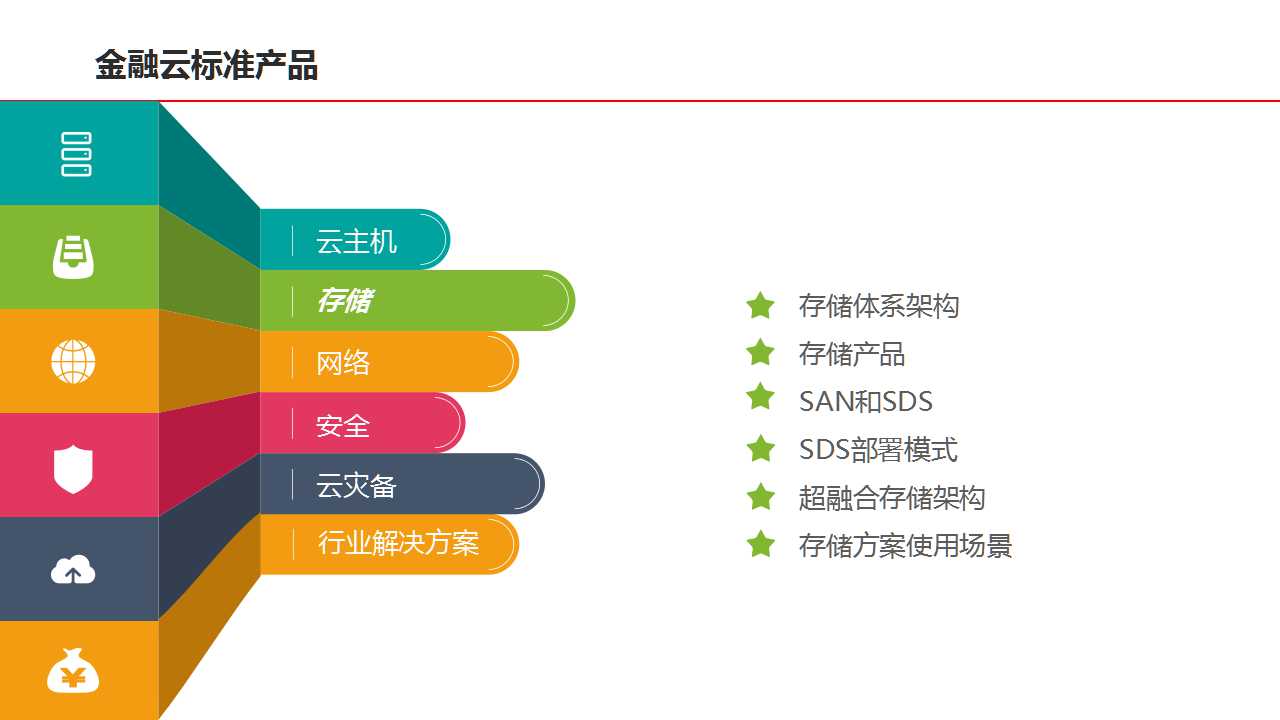 金融云标准产品
云主机
存储
网络
安全
云灾备
行业解决方案
存储体系架构
存储产品
SAN和SDS
SDS部署模式
超融合存储架构
存储方案使用场景